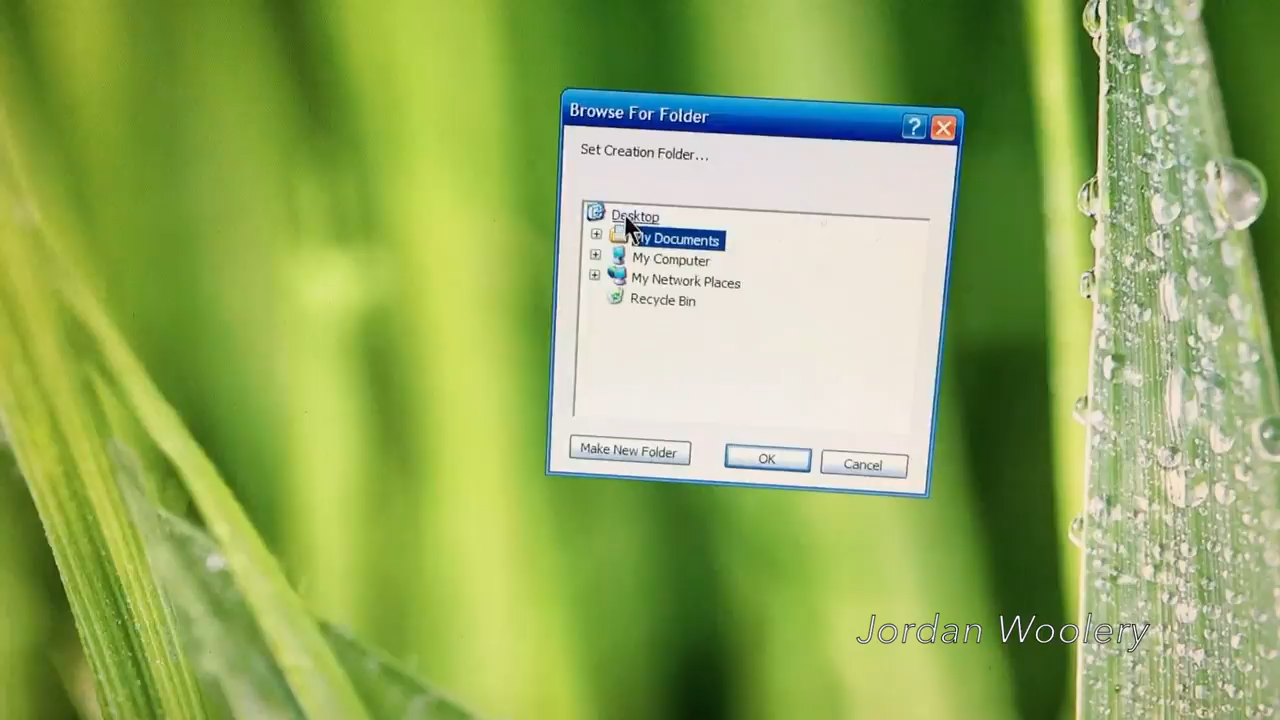 Browse For Folder
?
Set Creation Folder...
Desktop
My Documents
My Computer
My Network Places
Recycle Bin
Make New Folder
OK
Cancel
Jordan Woolery